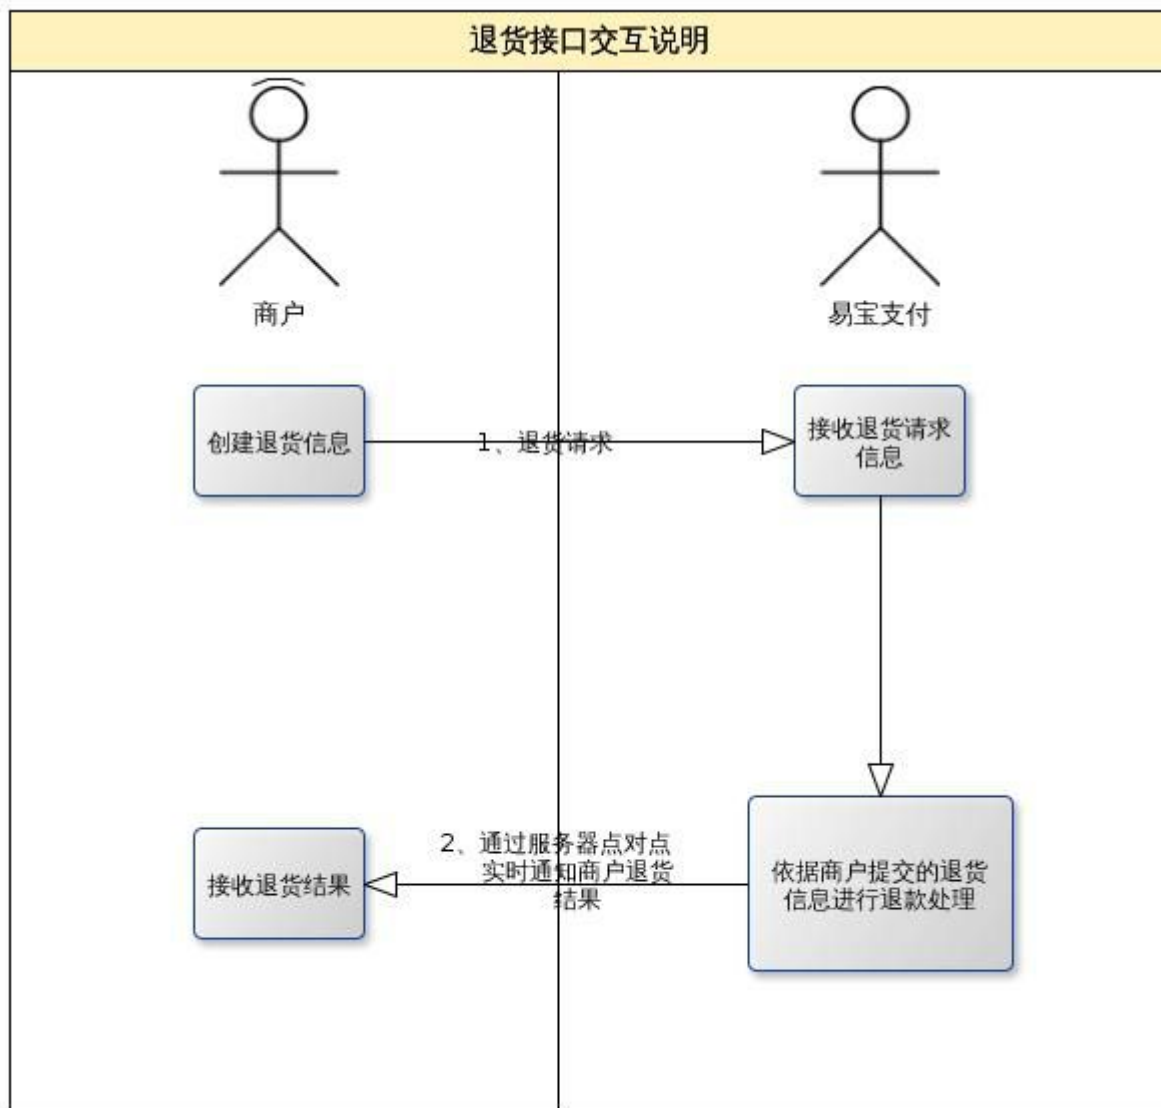 退货接口交互说明
商户
易宝支付
创建退货信息
1、退货请求
接收退货请求
信息
2、通过服务器点对点
实时通知商户退货
结果
接收退货结果
依据商户提交的退货
信息进行退款处理